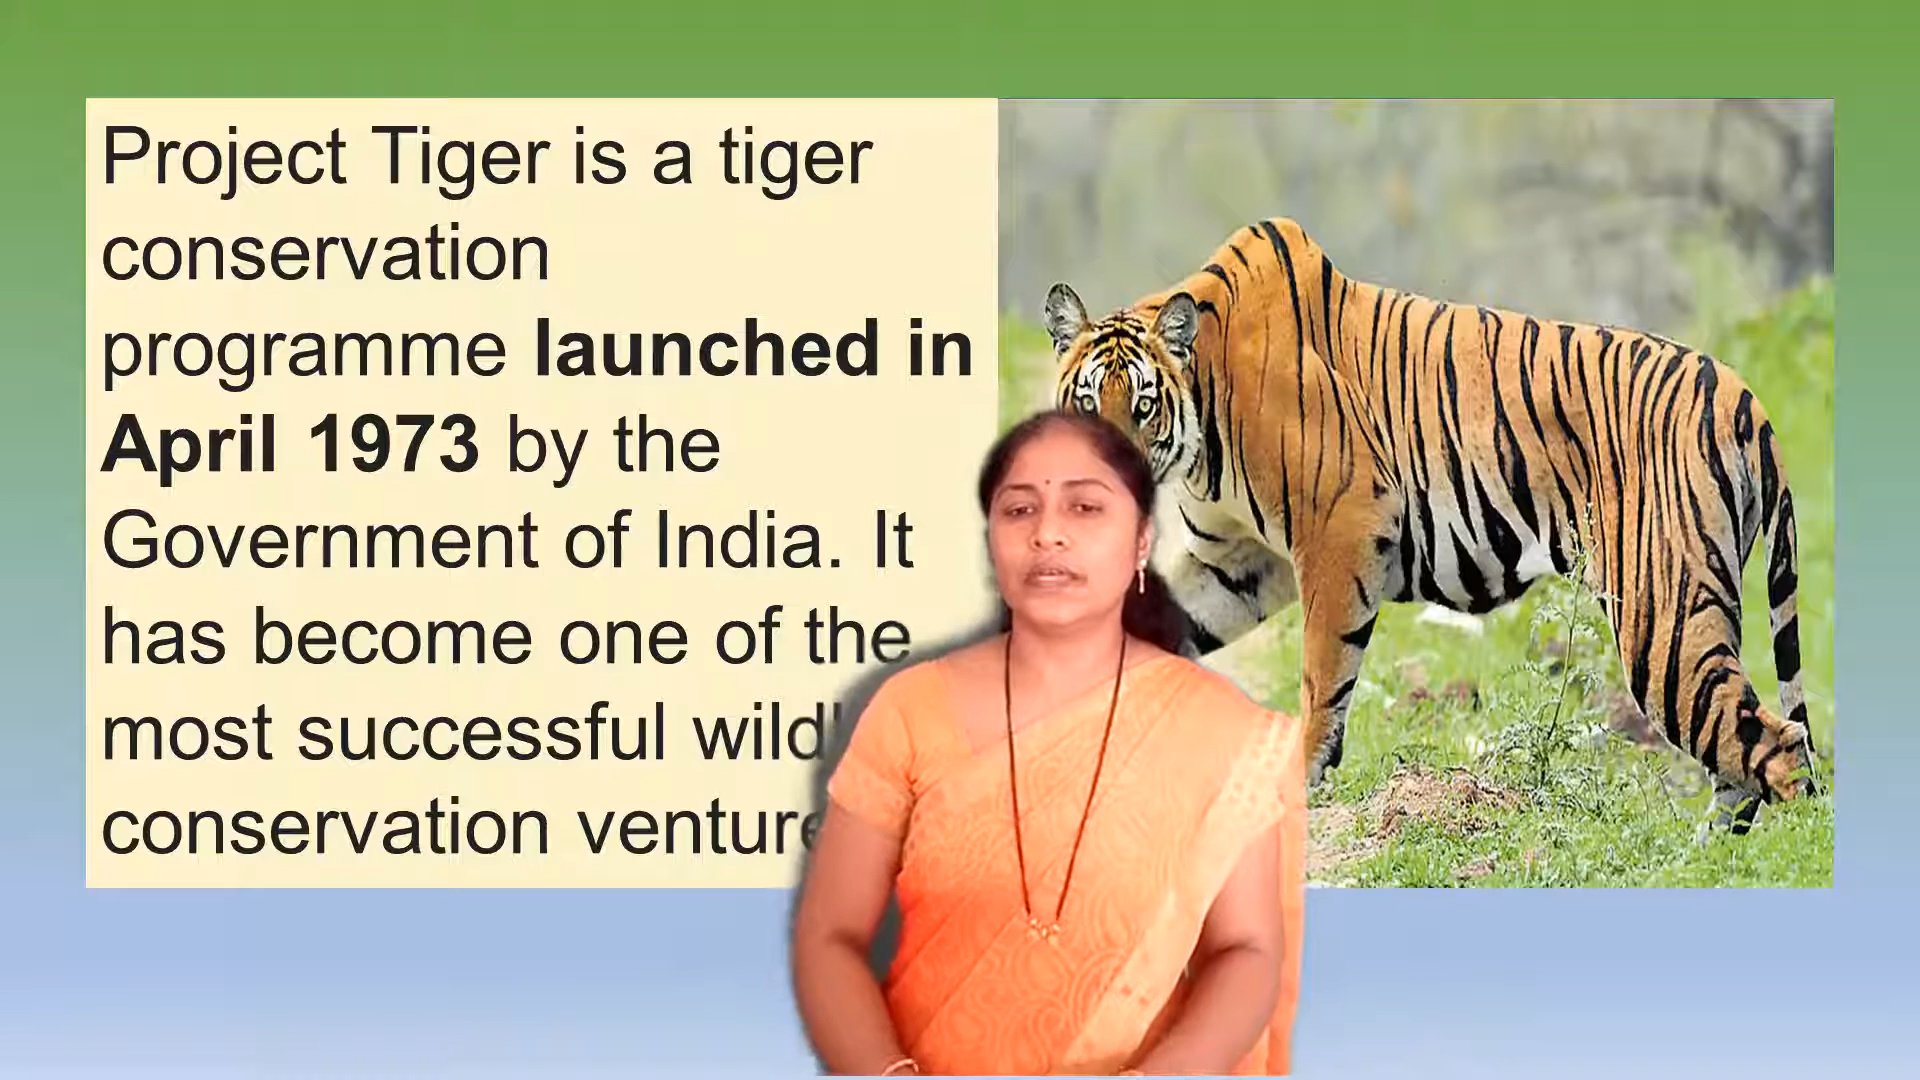 Project Tiger is a tiger
conservation
programme launched in
April 1973 by the
Government of India. It
has become one of the
most successful
conservation